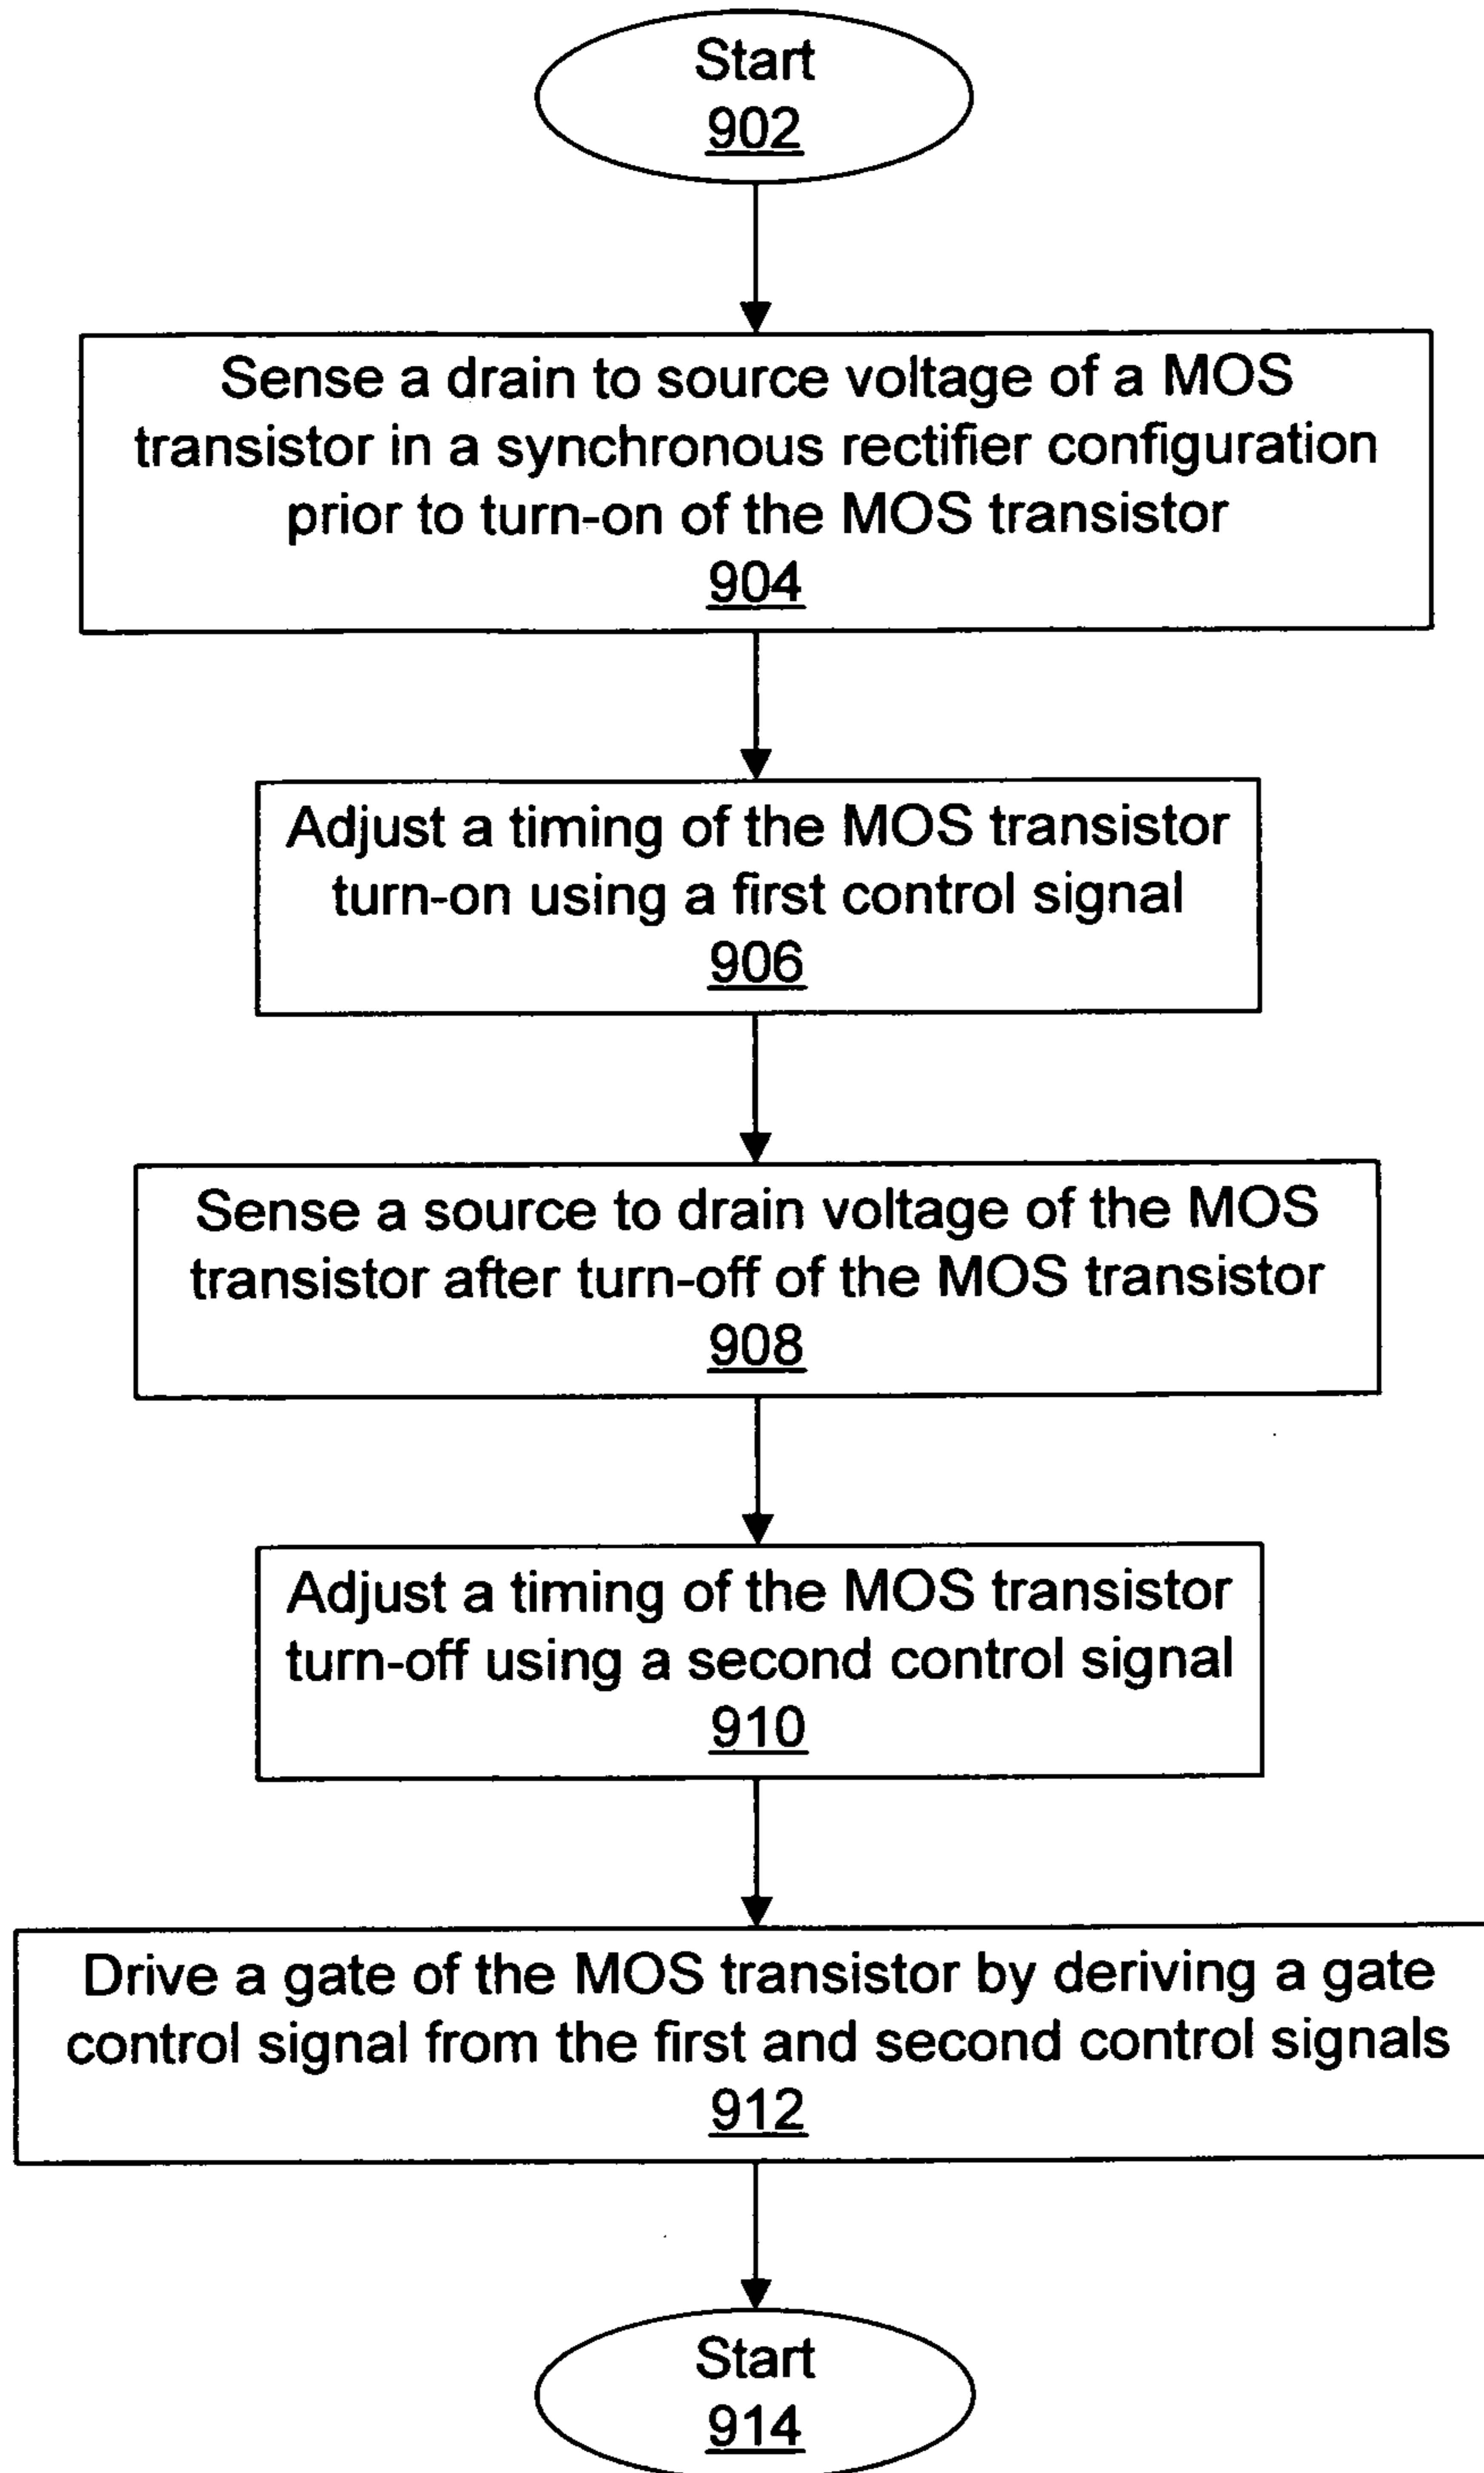 Start
902
Sense a drain to source voltage of a MOS
transistor in a synchronous rectifier configuration
prior to turn-on of the MOS transistor
904
Adjust a timing of the MOS transistor
turn-on using a first control signal
906
Sense a source to drain voltage of the MOS
transistor after turn-off of the MOS transistor
908
Adjust a timing of the MOS transistor
turn-off using a second control signal
910
Drive a gate of the MOS transistor by deriving a gate
control signal from the first and second control signals
912
Start
914